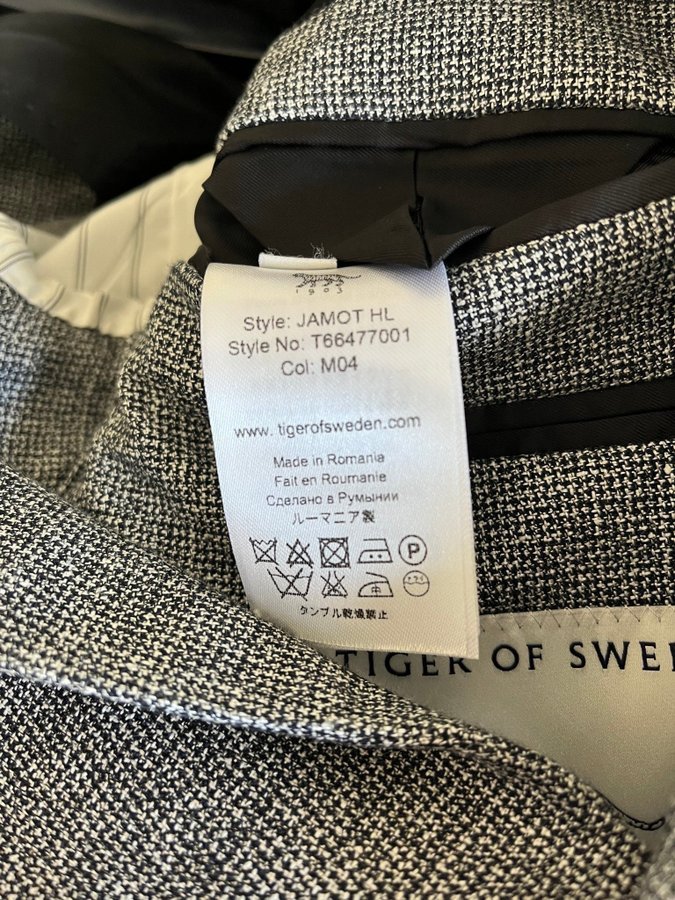 1903
Style: JAMOT HL
Style No: T66477001
Col: M04
www. tigerofsweden.com
Made in Romania
Fait en Roumanie
Сделано в Румынии
ルーマニア製
P
タンブル乾燥禁止
TIGER OF SWE